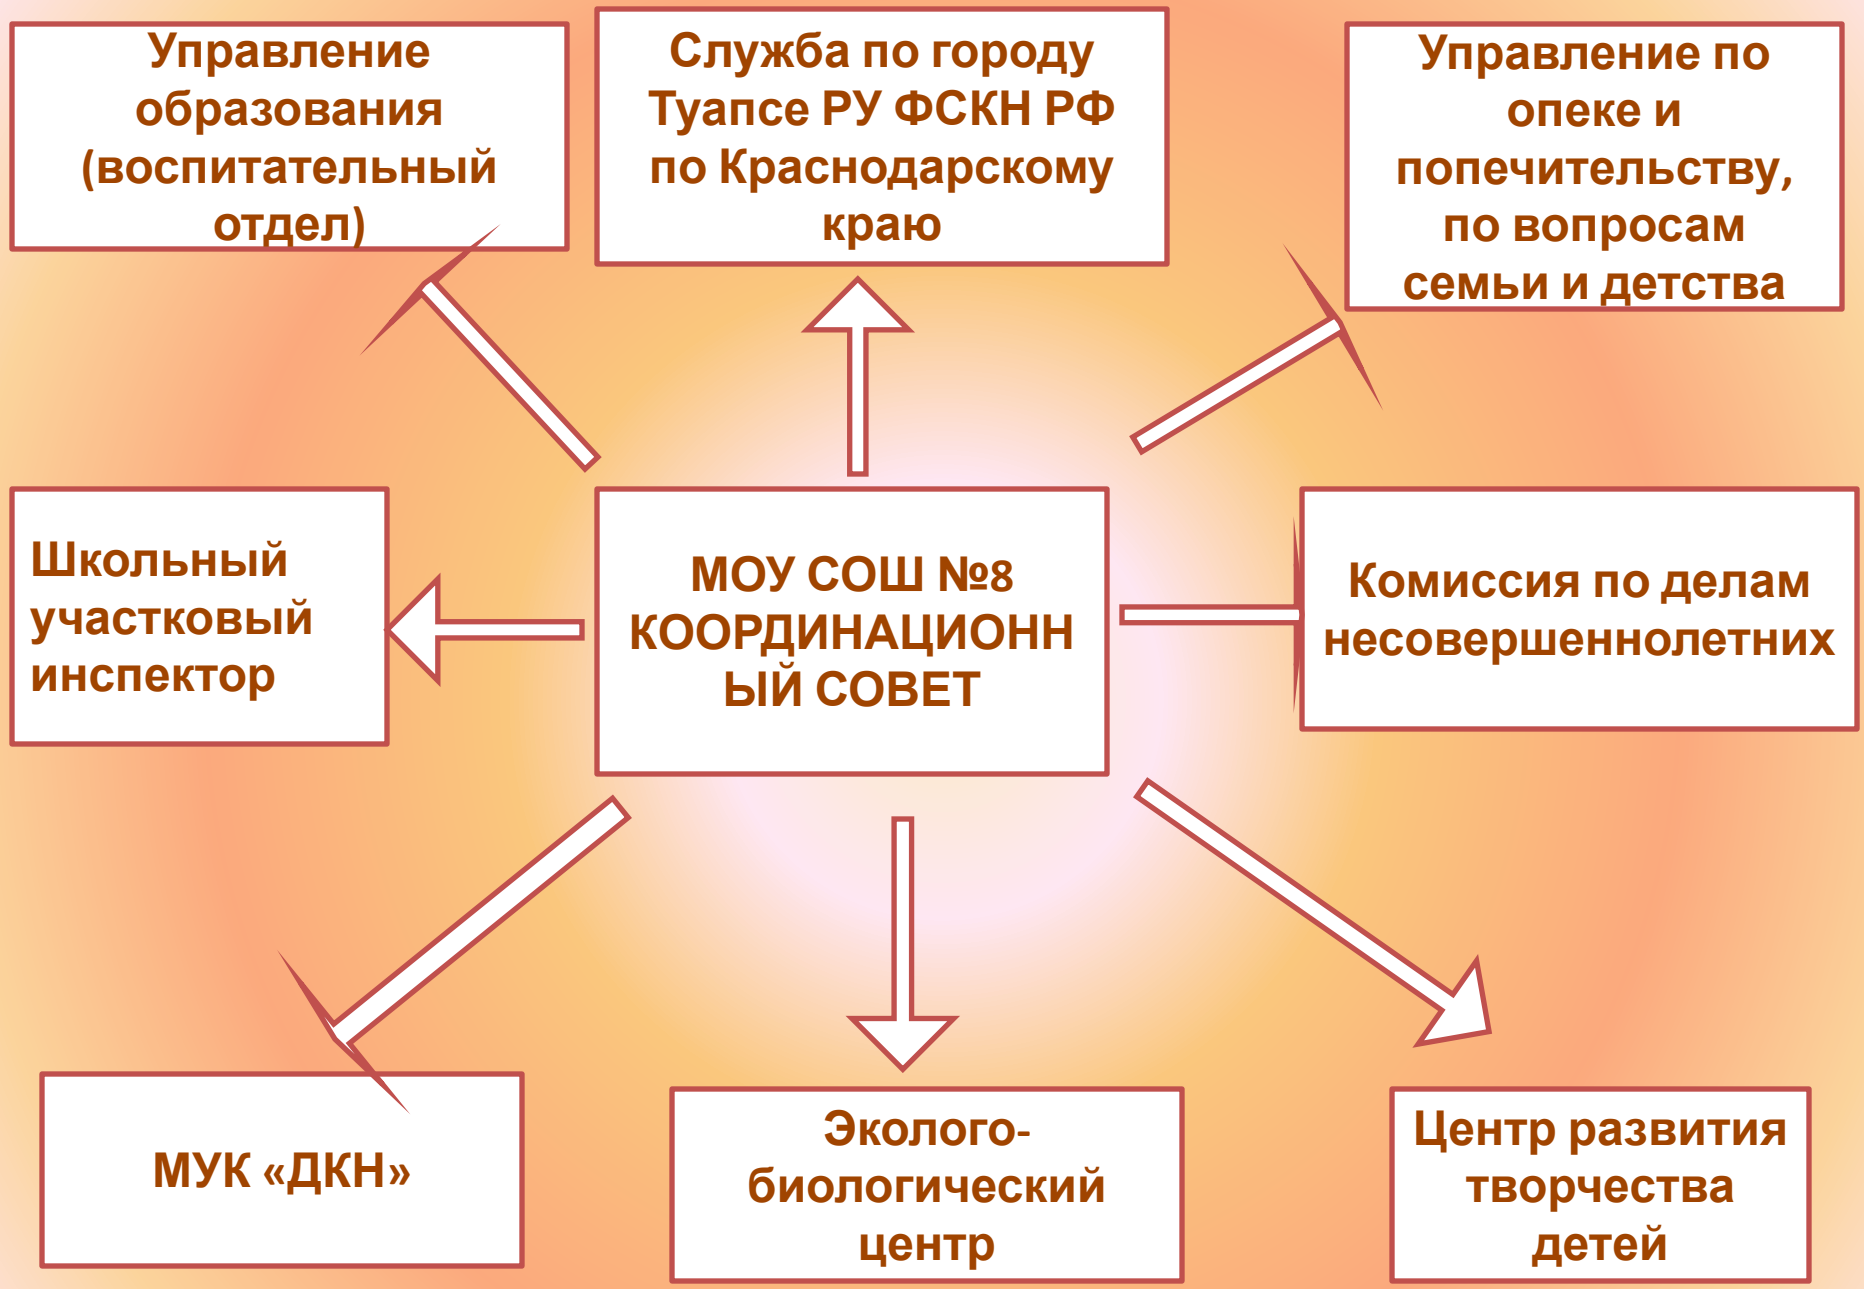 Управление
образования
(воспитательный
отдел)
Служба по городу
Туапсе РУ ФСКН РФ
по Краснодарскому
краю
Управление по
опеке и
попечительству,
по вопросам
семьи и детства
Школьный
участковый
инспектор
МОУ СОШ №8
КООРДИНАЦИОНН
ЫЙ СОВЕТ
Комиссия по делам
несовершеннолетних
МУК «ДКН»
Эколого-
биологический
центр
Центр развития
творчества
детей